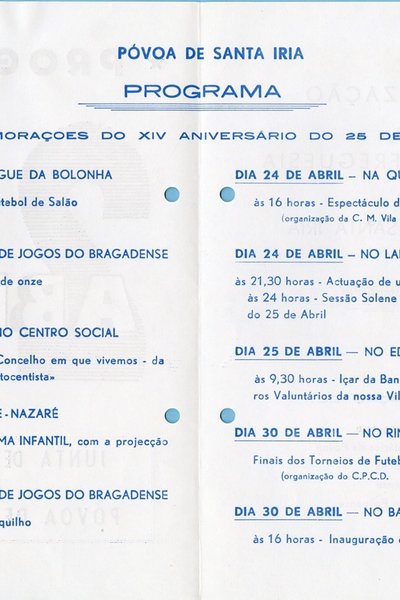 PÓVOA DE SANTA IRIA
PROGRAMA
MORAÇOES DO XIV ANIVERSÁRIO DO 25 DE
GUE DA BOLONHA
tebol de Salão
DE JOGOS DO BRAGADENSE
de onze
NO CENTRO SOCIAL
Concelho em que vivemos - da
tocentista»
E - NAZARÉ
MA INFANTIL, com a projecção
DE JOGOS DO BRAGADENSE
quilho
DIA 24 DE ABRIL – NA QU
às 16 horas - Espectáculo d
(organização da C. M. Vila
DIA 24 DE ABRIL – NO LA
às 21,30 horas - Actuação de u
às 24 horas - Sessão Solene
do 25 de Abril
DIA 25 DE ABRIL — NO ED
às 9,30 horas - Içar da Ban
ros Voluntários da nossa Vil
DIA 30 DE ABRIL — NO RIN
Finais dos Torneios de Futeb
(organização do C.P.C.D.
DIA 30 DE ABRIL — NO BA
às 16 horas - Inauguração